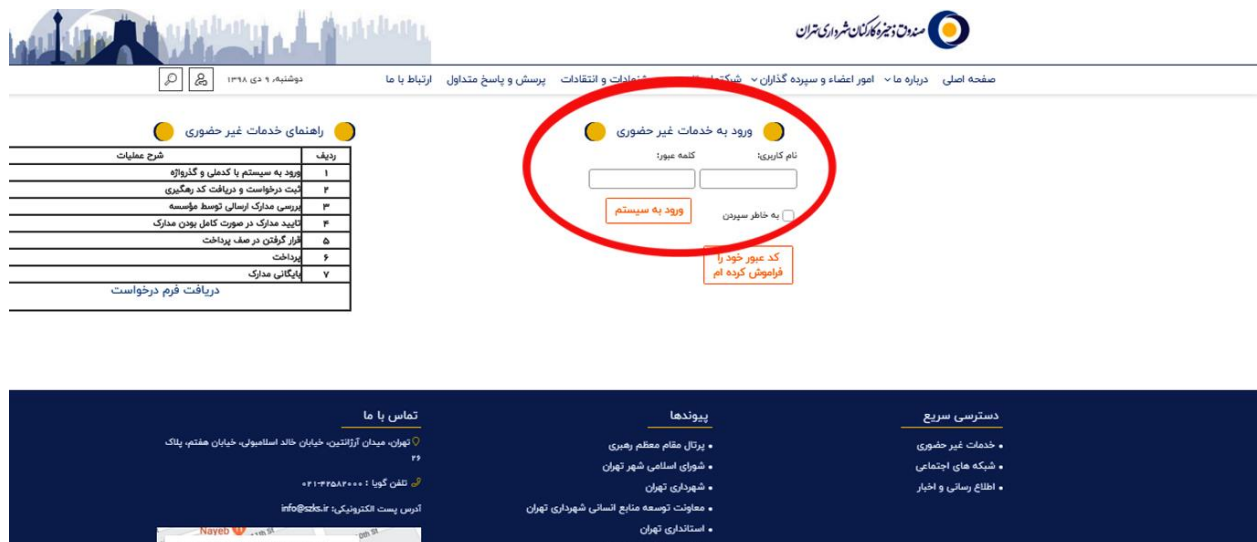 صندوق ذخیره کارکنان شهرداری تهران
صفحه اصلی درباره ما امور اعضاء و سپرده گذاران و انتقادات پرسش و پاسخ متداول ارتباط با ما دوشنبه، ۹ دی ۱۳۹۸
ورود به خدمات غیر حضوری
نام کاربری: کلمه عبور:
به خاطر سپردن ورود به سیستم
کد عبور خود را
فراموش کرده ام
راهنمای خدمات غیر حضوری
ردیف شرح عملیات
۱ ورود به سیستم با کدملی و گذرواژه
۲ ثبت درخواست و دریافت کد رهگیری
۳ بررسی مدارک ارسالی توسط مؤسسه
۴ تایید مدارک در صورت کامل بودن مدارک
۵ قرار گرفتن در صف پرداخت
۶ پرداخت
۷ بایگانی مدارک
دریافت فرم درخواست
دسترسی سریع
خدمات غیر حضوری
شبکه های اجتماعی
اطلاع رسانی و اخبار
پیوندها
پرتال مقام معظم رهبری
شورای اسلامی شهر تهران
شهرداری تهران
معاونت توسعه منابع انسانی شهرداری تهران
استانداری تهران
تماس با ما
تهران، میدان آرژانتین، خیابان خالد اسلامبولی، خیابان هفتم، پلاک
۲۶
تلفن گویا : ۴۲۵۸۲۰۰۰-۰۲۱
آدرس پست الکترونیکی: info@szks.ir
Nayeb 11th St